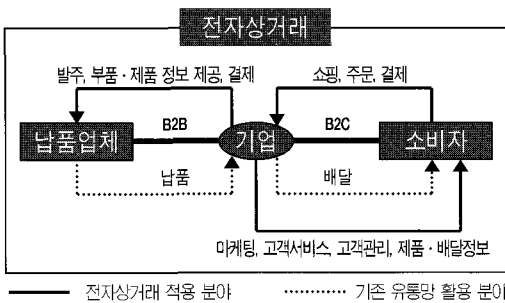 전자상거래
발주, 부품·제품 정보 제공, 결제
쇼핑, 주문, 결제
납품업체
B2B
기업
B2C
소비자
납품
배달
마케팅, 고객서비스, 고객관리, 제품·배달정보
전자상거래 적용 분야
기존 유통망 활용 분야